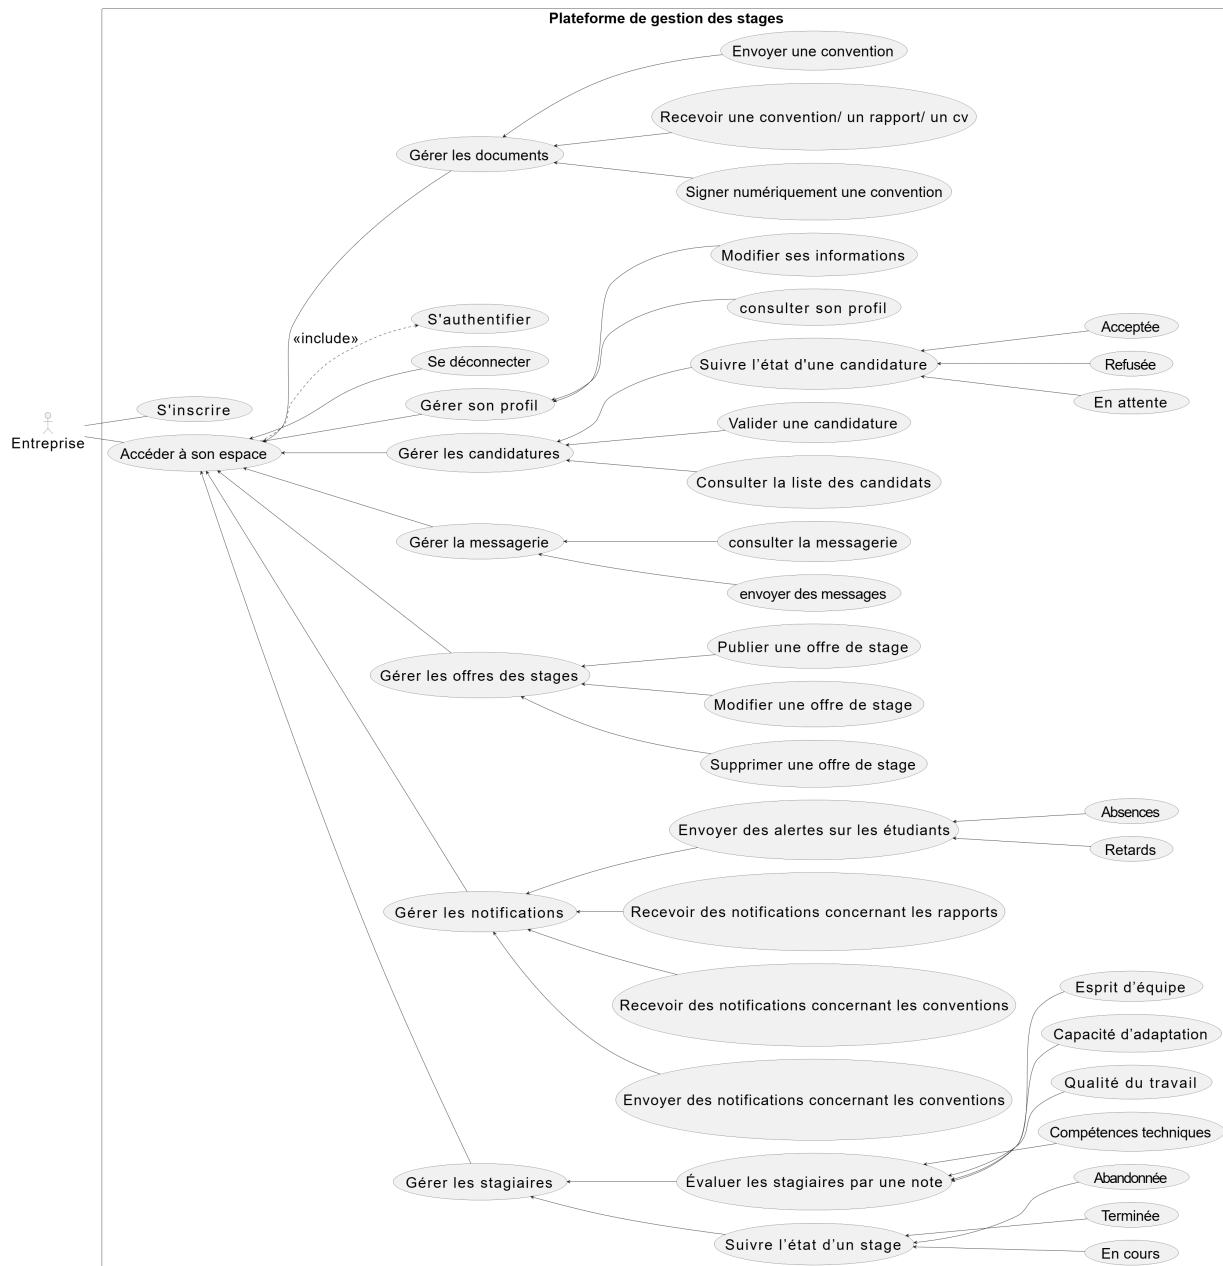 Plateforme de gestion des stages
Envoyer une convention
Recevoir une convention/ un rapport/ un cv
Gérer les documents
Signer numériquement une convention
Modifier ses informations
consulter son profil
S'authentifier
Acceptée
«include»
Se déconnecter
Suivre l'état d'une candidature
Refusée
Gérer son profil
En attente
S'inscrire
Valider une candidature
Entreprise
Accéder à son espace
Gérer les candidatures
Consulter la liste des candidats
Gérer la messagerie
consulter la messagerie
envoyer des messages
Publier une offre de stage
Gérer les offres des stages
Modifier une offre de stage
Supprimer une offre de stage
Absences
Envoyer des alertes sur les étudiants
Retards
Gérer les notifications
Recevoir des notifications concernant les rapports
Esprit d’équipe
Recevoir des notifications concernant les conventions
Capacité d’adaptation
Qualité du travail
Envoyer des notifications concernant les conventions
Compétences techniques
Gérer les stagiaires
Évaluer les stagiaires par une note
Abandonnée
Terminée
Suivre l’état d’un stage
En cours